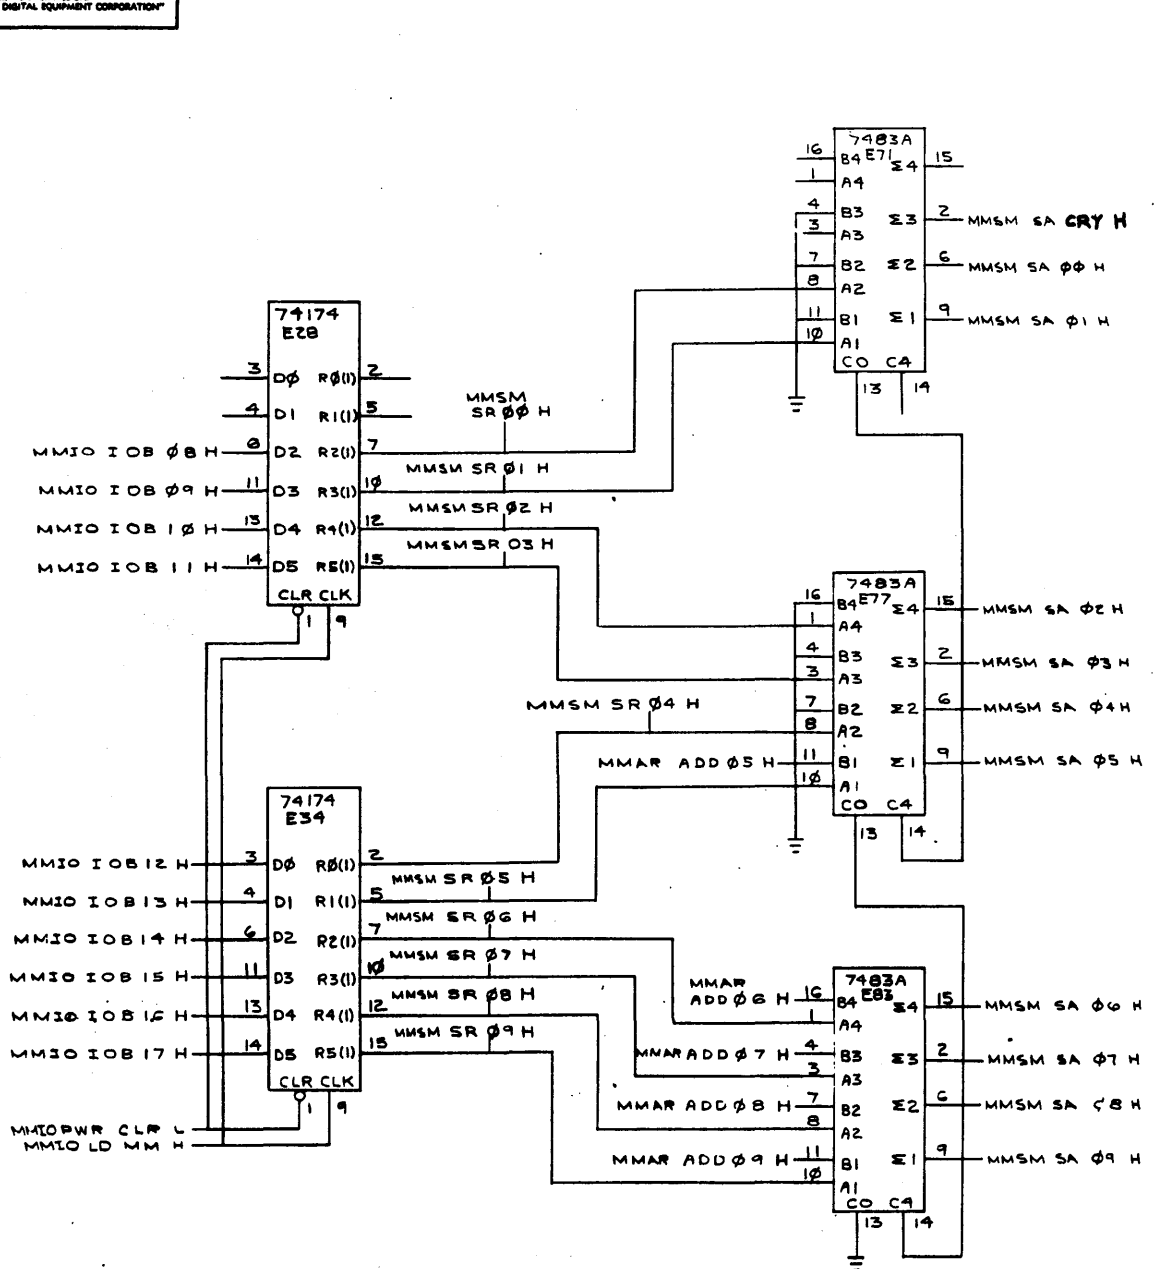 DIGITAL EQUIPMENT CORPORATION"
7483A
E71
16 B4 Σ4 15
1 A4
4 B3 Σ3 2 MMSM SA CRY H
3 A3
7 B2 Σ2 6 MMSM SA ØØ H
8 A2
11 B1 Σ1 9 MMSM SA Ø1 H
1Ø A1
CO C4
13 14
74174
E28
3 DØ RØ(1) 2
4 D1 R1(1) 5
MMIO IOB Ø8 H 6 D2 R2(1) 7
MMIO IOB Ø9 H 11 D3 R3(1) 1Ø
MMIO IOB 1Ø H 13 D4 R4(1) 12
MMIO IOB 11 H 14 D5 R5(1) 15
CLR CLK
1 9
MMSM
SR ØØ H
MMSM SR Ø1 H
MMSM SR Ø2 H
MMSM SR 03 H
7483A
E77
16 B4 Σ4 15 MMSM SA Ø2 H
1 A4
4 B3 Σ3 2 MMSM SA Ø3 H
3 A3
MMSM SR Ø4 H
7 B2 Σ2 6 MMSM SA Ø4 H
8 A2
MMAR ADD Ø5 H 11 B1 Σ1 9 MMSM SA Ø5 H
1Ø A1
CO C4
13 14
74174
E34
MMIO IOB 12 H 3 DØ RØ(1) 2
MMIO IOB 13 H 4 D1 R1(1) 5
MMIO IOB 14 H 6 D2 R2(1) 7
MMIO IOB 15 H 11 D3 R3(1) 1Ø
MMIO IOB 16 H 13 D4 R4(1) 12
MMIO IOB 17 H 14 D5 R5(1) 15
CLR CLK
1 9
MMIO PWR CLR L
MMIO LD MM H
MMSM SR Ø5 H
MMSM SR Ø6 H
MMSM SR Ø7 H
MMSM SR Ø8 H
MMSM SR Ø9 H
7483A
E83
MMAR
ADD Ø6 H 16 B4 Σ4 15 MMSM SA Ø6 H
1 A4
MMAR ADD Ø7 H 4 B3 Σ3 2 MMSM SA Ø7 H
3 A3
MMAR ADD Ø8 H 7 B2 Σ2 6 MMSM SA Ø8 H
8 A2
MMAR ADD Ø9 H 11 B1 Σ1 9 MMSM SA Ø9 H
1Ø A1
CO C4
13 14